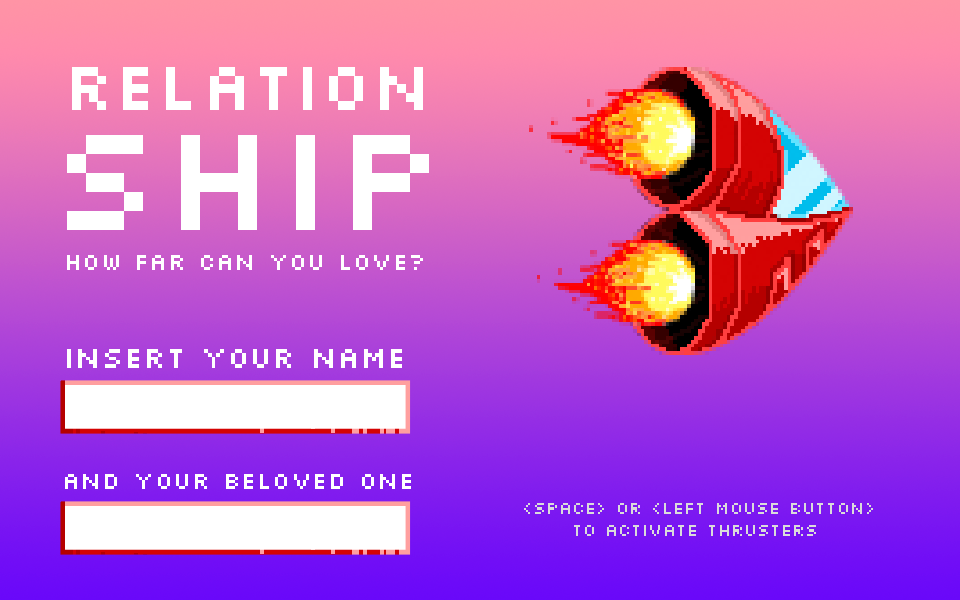 RELATION
SHIP
HOW FAR CAN YOU LOVE?
INSERT YOUR NAME
AND YOUR BELOVED ONE
<SPACE> OR <LEFT MOUSE BUTTON>
TO ACTIVATE THRUSTERS